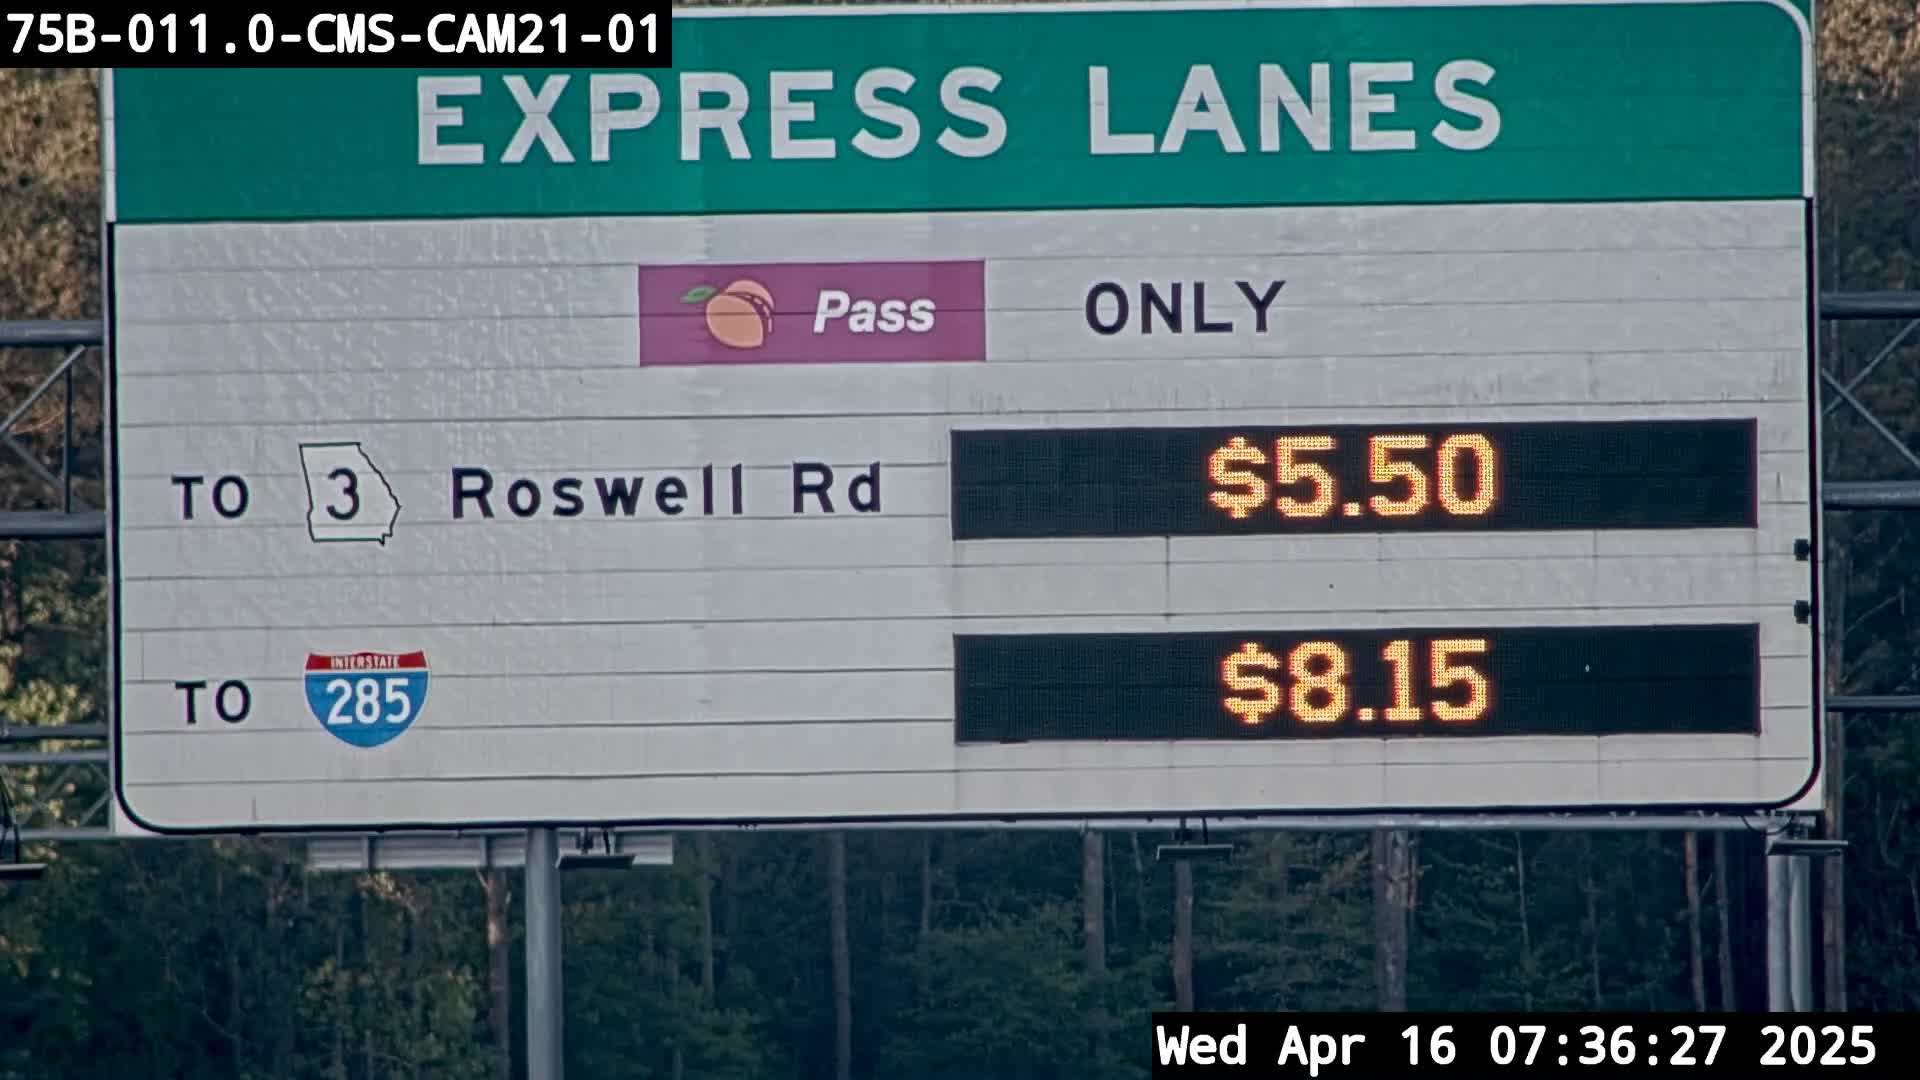 75B-011.0-CMS-CAM21-01
EXPRESS LANES
Pass ONLY
TO 3 Roswell Rd $5.50
TO INTERSTATE 285 $8.15
Wed Apr 16 07:36:27 2025